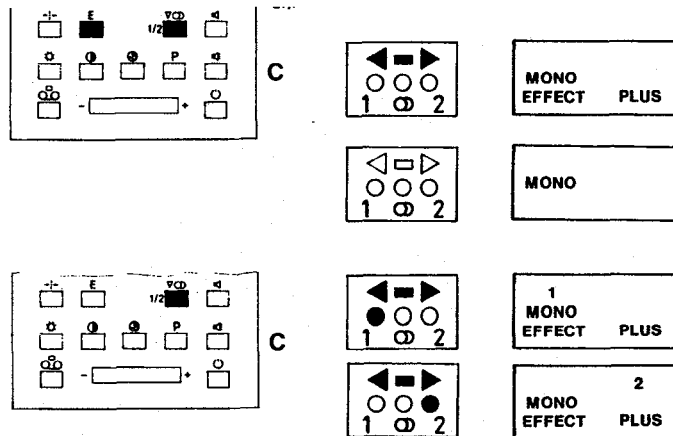 E
1/2
P
- +
C
1 2
MONO
EFFECT PLUS
1 2
MONO
E
1/2
P
- +
C
1 2
1
MONO
EFFECT PLUS
1 2
2
MONO
EFFECT PLUS